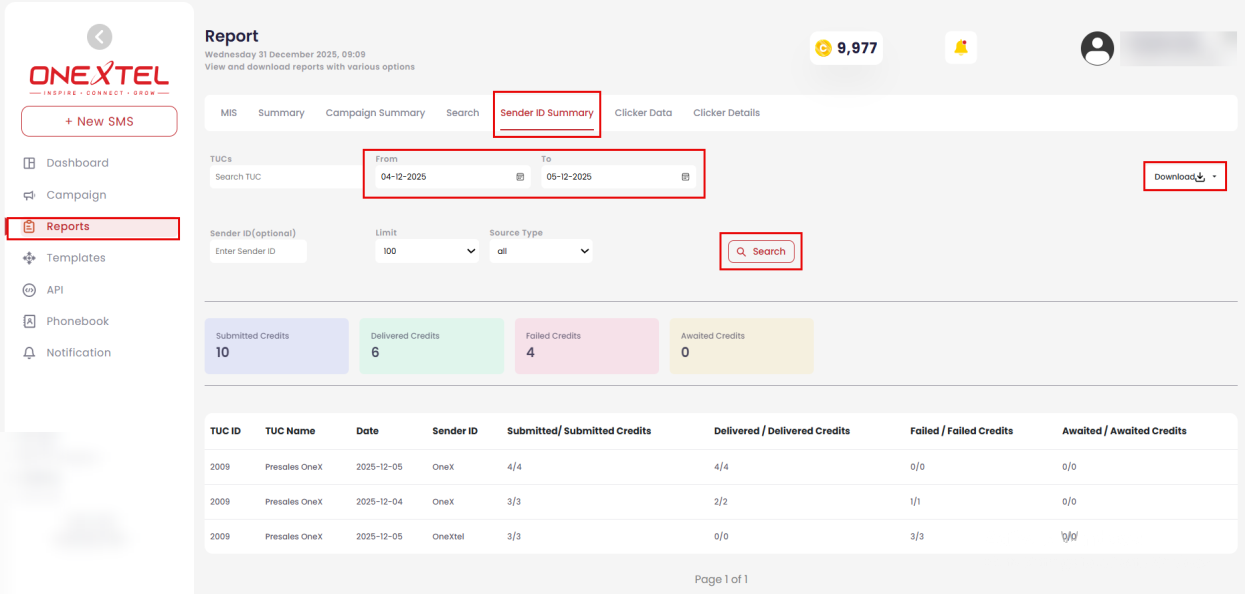 ONEXTEL
INSPIRE • CONNECT • GROW
+ New SMS
Dashboard
Campaign
Reports
Templates
API
Phonebook
Notification
Report
Wednesday 31 December 2025, 09:09
View and download reports with various options
9,977
MIS Summary Campaign Summary Search Sender ID Summary Clicker Data Clicker Details
TUCs From To
Search TUC 04-12-2025 05-12-2025 Download
Sender ID(optional) Limit Source Type
Enter Sender ID 100 all Search
Submitted Credits Delivered Credits Failed Credits Awaited Credits
10 6 4 0
TUC ID TUC Name Date Sender ID Submitted/ Submitted Credits Delivered / Delivered Credits Failed / Failed Credits Awaited / Awaited Credits
2009 Presales OneX 2025-12-05 OneX 4/4 4/4 0/0 0/0
2009 Presales OneX 2025-12-04 OneX 3/3 2/2 1/1 0/0
2009 Presales OneX 2025-12-05 OneXtel 3/3 0/0 3/3 0/0
Page 1 of 1